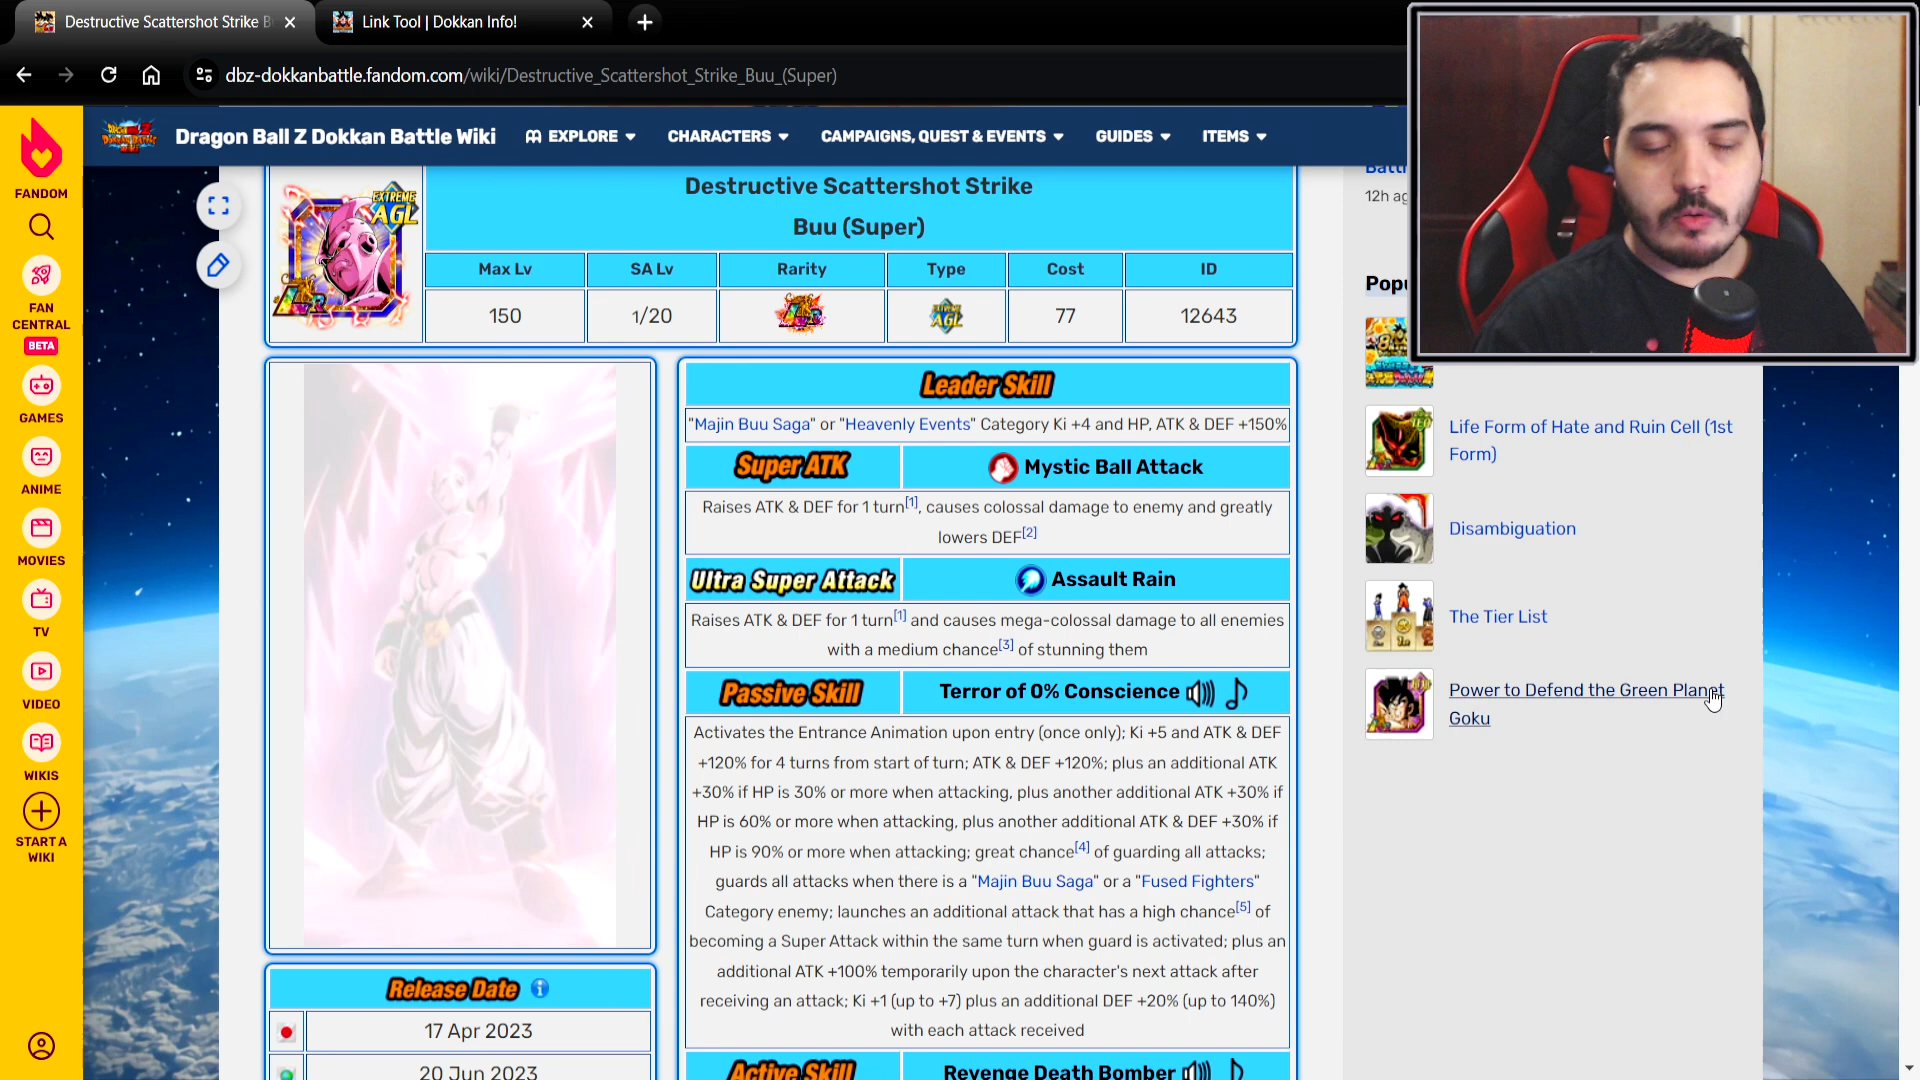 Destructive Scattershot Strike B
Link Tool | Dokkan Info!
dbz-dokkanbattle.fandom.com/wiki/Destructive_Scattershot_Strike_Buu_(Super)
Dragon Ball Z Dokkan Battle Wiki
EXPLORE
CHARACTERS
CAMPAIGNS, QUEST & EVENTS
GUIDES
ITEMS
FANDOM
FAN
CENTRAL
BETA
GAMES
ANIME
MOVIES
TV
VIDEO
WIKIS
START A
WIKI
EXTREME
AGL
LR
Destructive Scattershot Strike
Buu (Super)
Max Lv
SA Lv
Rarity
Type
Cost
ID
150
1/20
LR
EXTREME
AGL
77
12643
Leader Skill
"Majin Buu Saga" or "Heavenly Events" Category Ki +4 and HP, ATK & DEF +150%
Super ATK
Mystic Ball Attack
Raises ATK & DEF for 1 turn[1], causes colossal damage to enemy and greatly
lowers DEF[2]
Ultra Super Attack
Assault Rain
Raises ATK & DEF for 1 turn[1] and causes mega-colossal damage to all enemies
with a medium chance[3] of stunning them
Passive Skill
Terror of 0% Conscience
Activates the Entrance Animation upon entry (once only); Ki +5 and ATK & DEF
+120% for 4 turns from start of turn; ATK & DEF +120%; plus an additional ATK
+30% if HP is 30% or more when attacking, plus another additional ATK +30% if
HP is 60% or more when attacking, plus another additional ATK & DEF +30% if
HP is 90% or more when attacking; great chance[4] of guarding all attacks;
guards all attacks when there is a "Majin Buu Saga" or a "Fused Fighters"
Category enemy; launches an additional attack that has a high chance[5] of
becoming a Super Attack within the same turn when guard is activated; plus an
additional ATK +100% temporarily upon the character's next attack after
receiving an attack; Ki +1 (up to +7) plus an additional DEF +20% (up to 140%)
with each attack received
Active Skill
Revenge Death Bomber
Release Date
17 Apr 2023
20 Jun 2023
Battl
12h ag
Popu
Life Form of Hate and Ruin Cell (1st
Form)
Disambiguation
The Tier List
Power to Defend the Green Planet
Goku